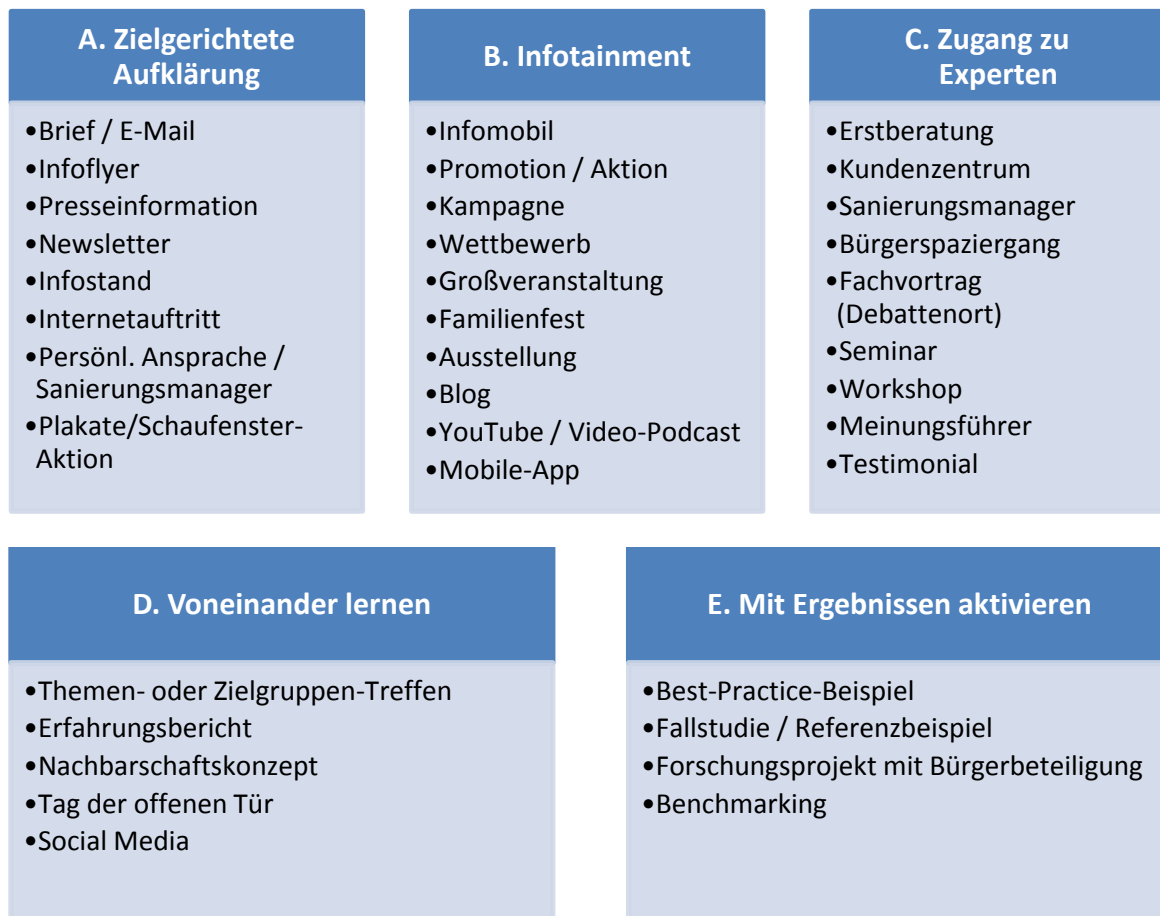 A. Zielgerichtete
Aufklärung
•Brief / E-Mail
•Infoflyer
•Presseinformation
•Newsletter
•Infostand
•Internetauftritt
•Persönl. Ansprache /
Sanierungsmanager
•Plakate/Schaufenster-
Aktion
B. Infotainment
•Infomobil
•Promotion / Aktion
•Kampagne
•Wettbewerb
•Großveranstaltung
•Familienfest
•Ausstellung
•Blog
•YouTube / Video-Podcast
•Mobile-App
C. Zugang zu
Experten
•Erstberatung
•Kundenzentrum
•Sanierungsmanager
•Bürgerspaziergang
•Fachvortrag
(Debattenort)
•Seminar
•Workshop
•Meinungsführer
•Testimonial
D. Voneinander lernen
•Themen- oder Zielgruppen-Treffen
•Erfahrungsbericht
•Nachbarschaftskonzept
•Tag der offenen Tür
•Social Media
E. Mit Ergebnissen aktivieren
•Best-Practice-Beispiel
•Fallstudie / Referenzbeispiel
•Forschungsprojekt mit Bürgerbeteiligung
•Benchmarking